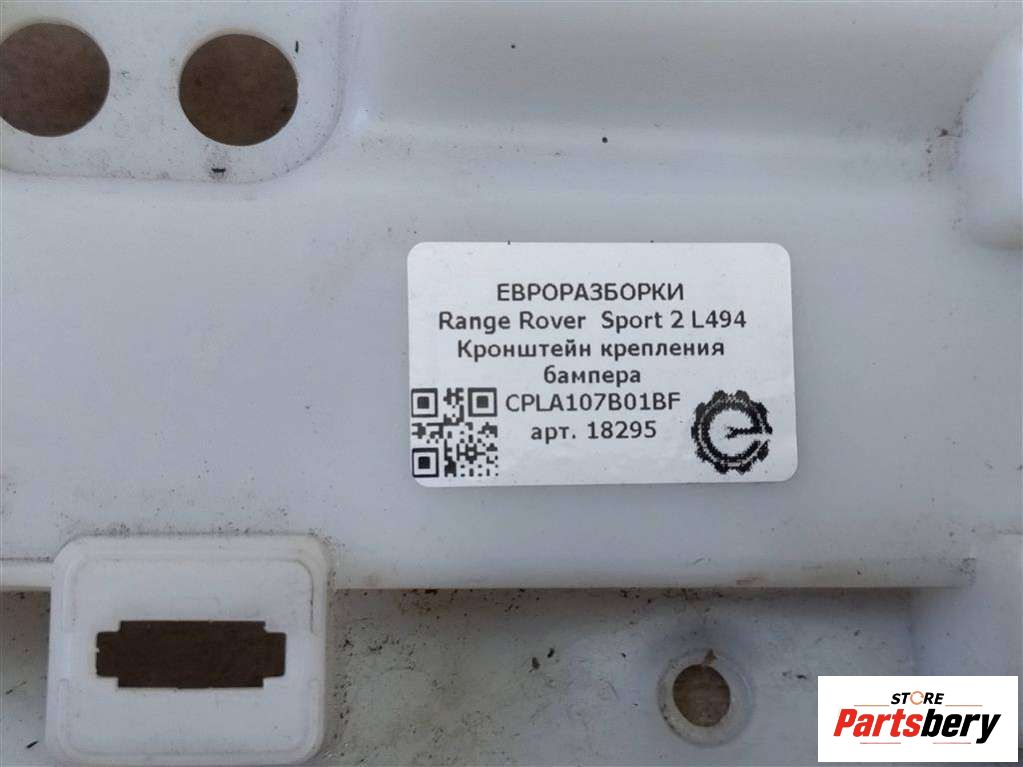 ЕВРОРАЗБОРКИ
Range Rover Sport 2 L494
Кронштейн крепления
бампера
CPLA107B01BF
арт. 18295
STORE
Partsbery